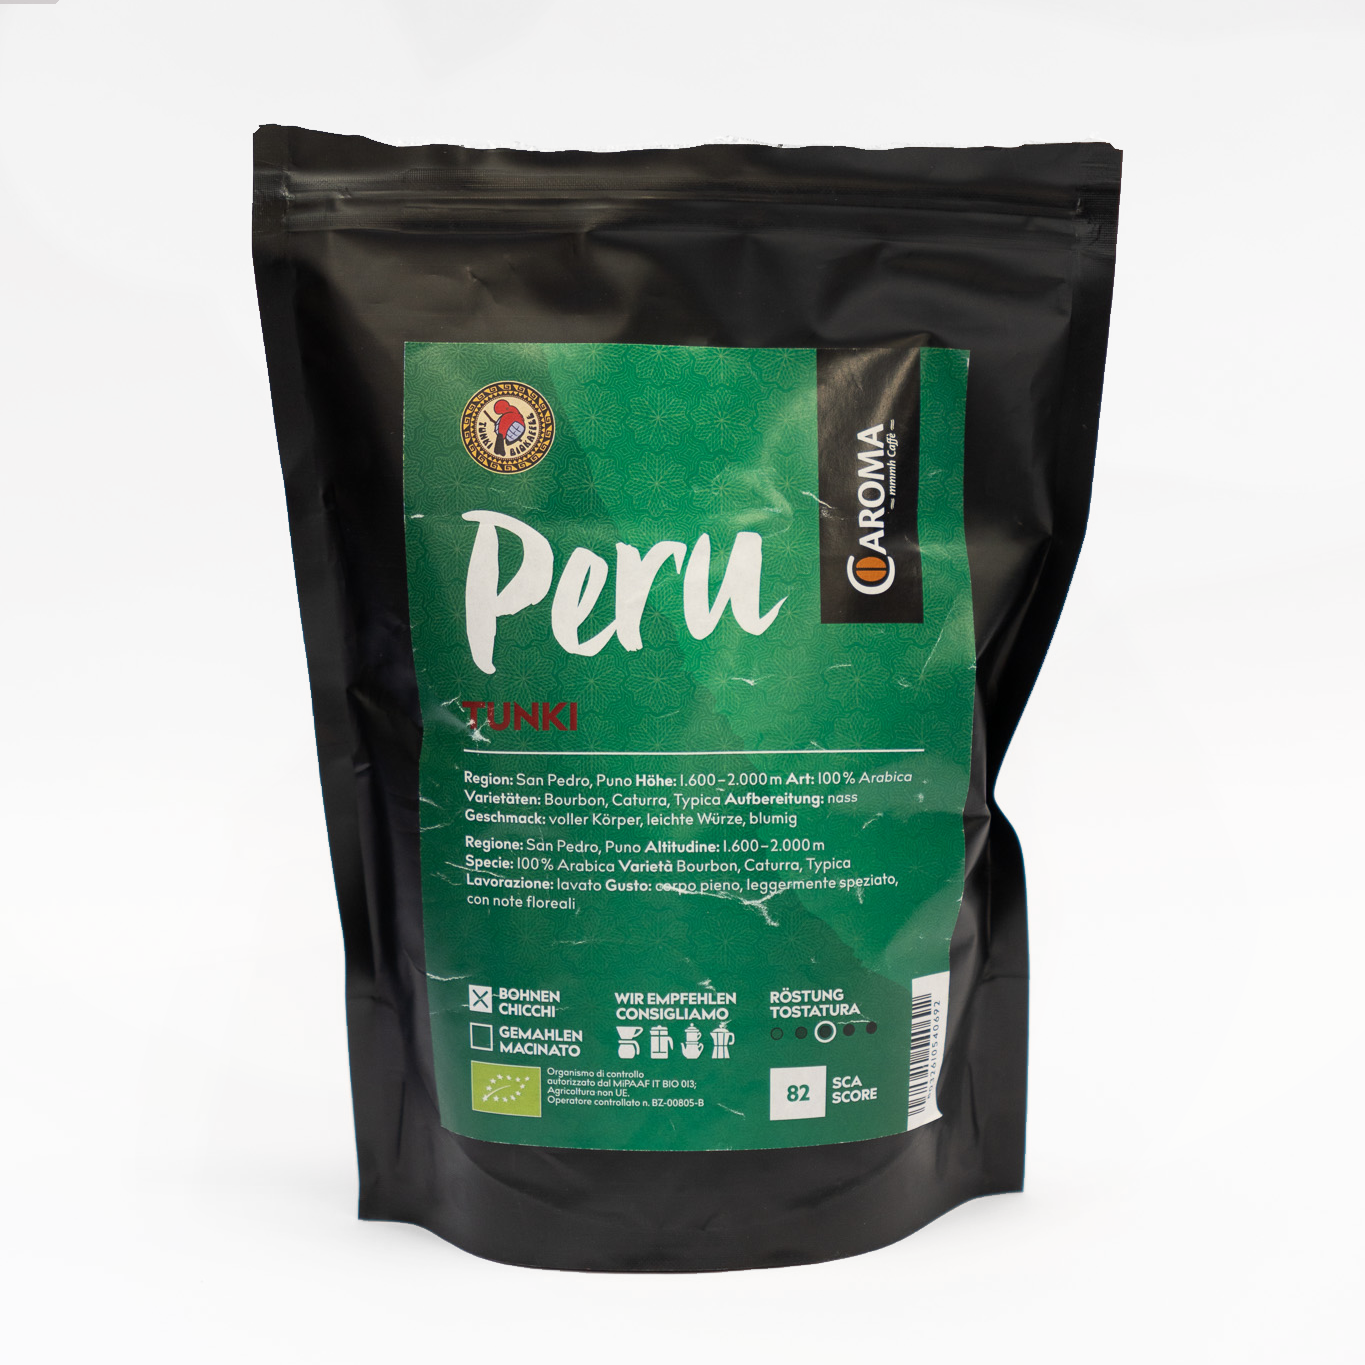 TUNKI
Peru
CAROMA
mmmh Caffè
TUNKI
Region: San Pedro, Puno Höhe: 1.600–2.000 m Art: 100% Arabica
Varietäten: Bourbon, Caturra, Typica Aufbereitung: nass
Geschmack: voller Körper, leichte Würze, blumig
Regione: San Pedro, Puno Altitudine: 1.600–2.000 m
Specie: 100% Arabica Varietà Bourbon, Caturra, Typica
Lavorazione: lavato Gusto: corpo pieno, leggermente speziato,
con note floreali
BOHNEN
CHICCHI
GEMAHLEN
MACINATO
WIR EMPFEHLEN
CONSIGLIAMO
RÖSTUNG
TOSTATURA
Organismo di controllo
autorizzato dal MiPAAF IT BIO 013;
Agricoltura non UE.
Operatore controllato n. BZ-00805-B
82
SCA
SCORE